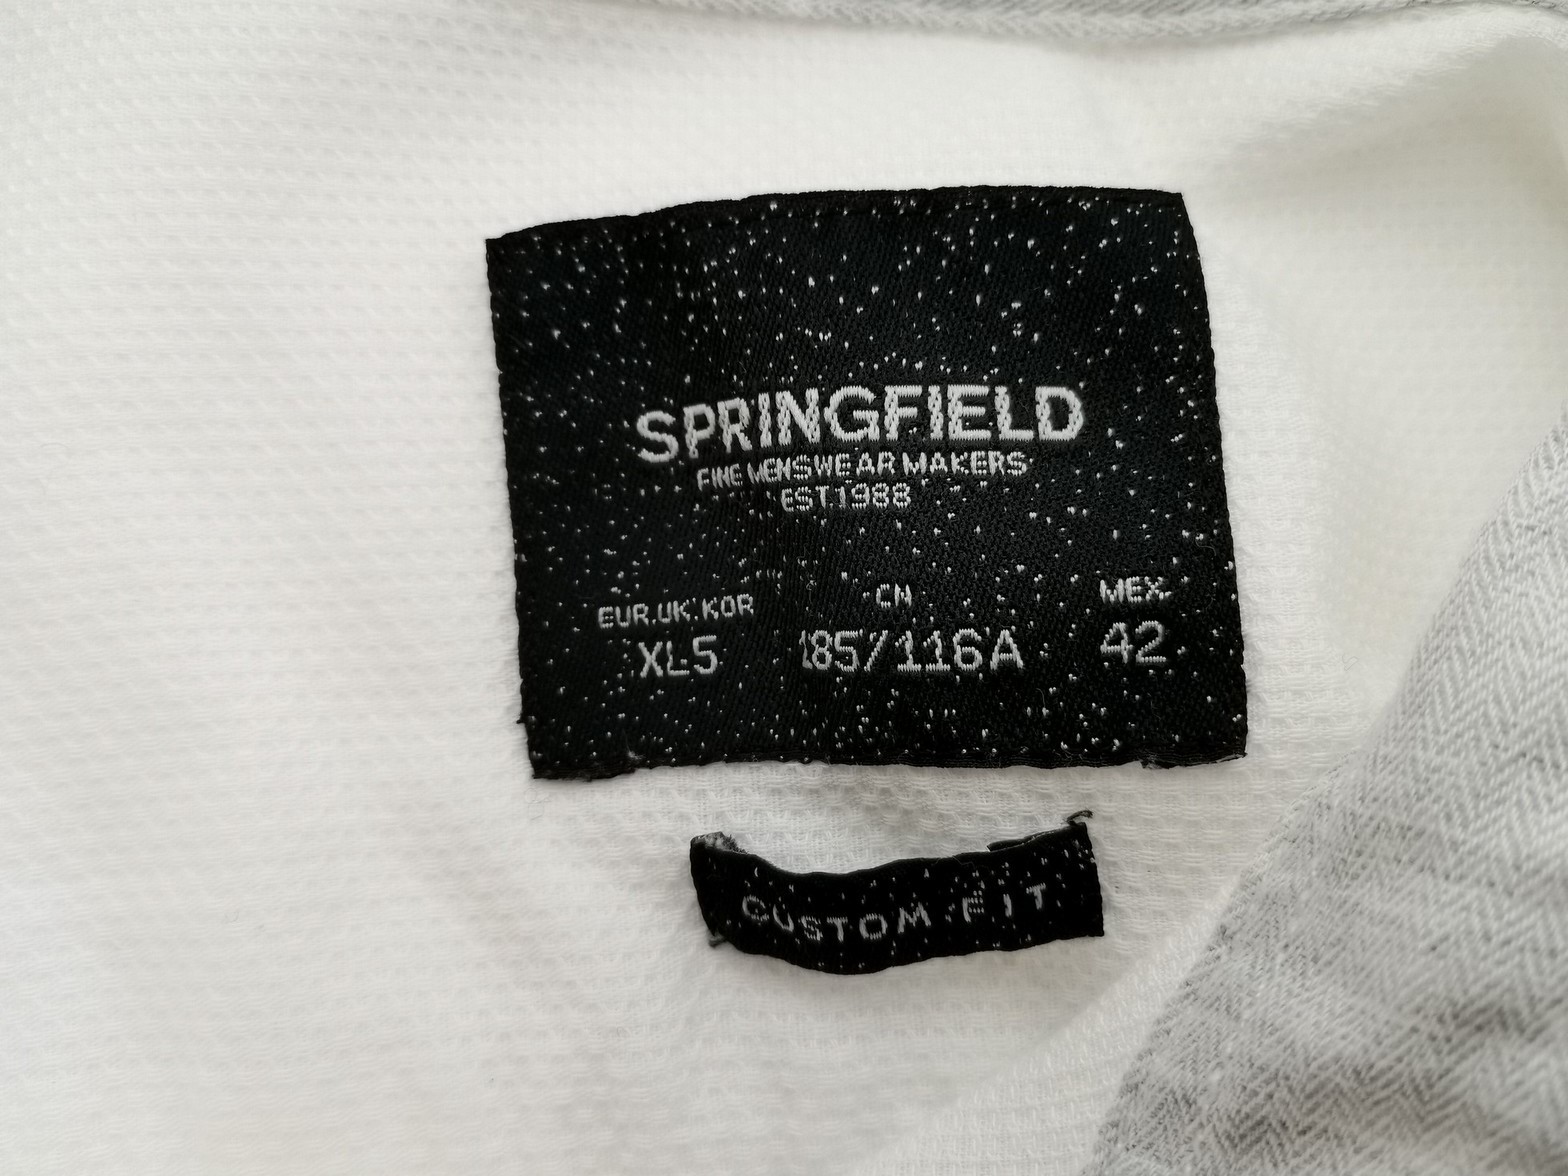 SPRINGFIELD
FINE MENSWEAR MAKERS
EST.1988
EUR.UK.KOR CN MEX.
XL5 185/116A 42
CUSTOM FIT